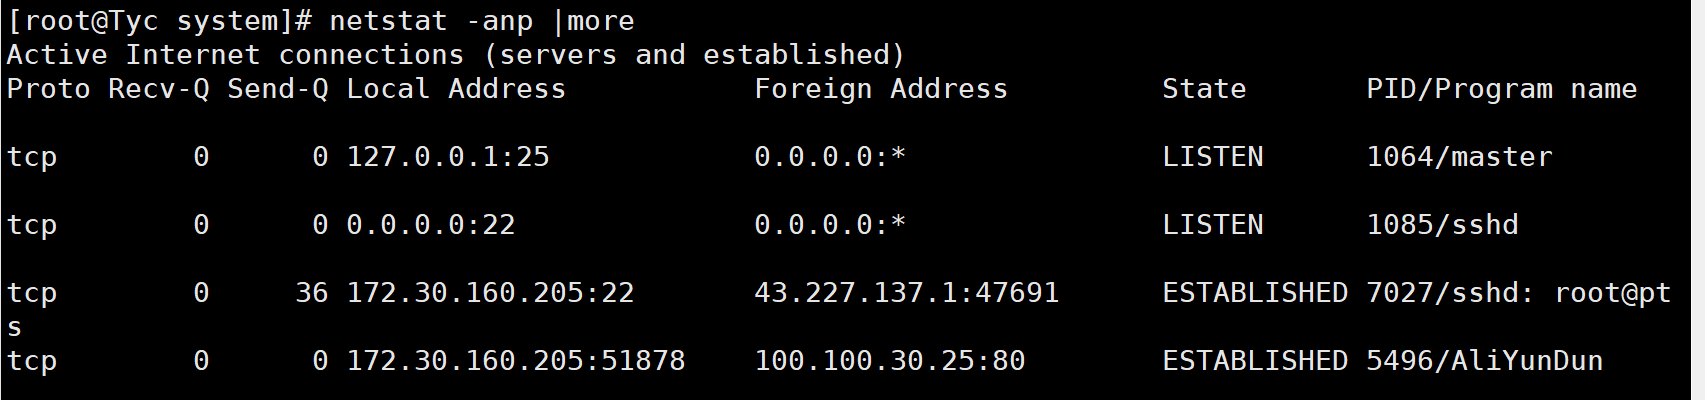 [root@Tyc system]# netstat -anp |more
Active Internet connections (servers and established)
Proto Recv-Q Send-Q Local Address           Foreign Address         State       PID/Program name
tcp        0      0 127.0.0.1:25            0.0.0.0:*               LISTEN      1064/master
tcp        0      0 0.0.0.0:22              0.0.0.0:*               LISTEN      1085/sshd
tcp        0     36 172.30.160.205:22       43.227.137.1:47691      ESTABLISHED 7027/sshd: root@pt
s
tcp        0      0 172.30.160.205:51878    100.100.30.25:80        ESTABLISHED 5496/AliYunDun